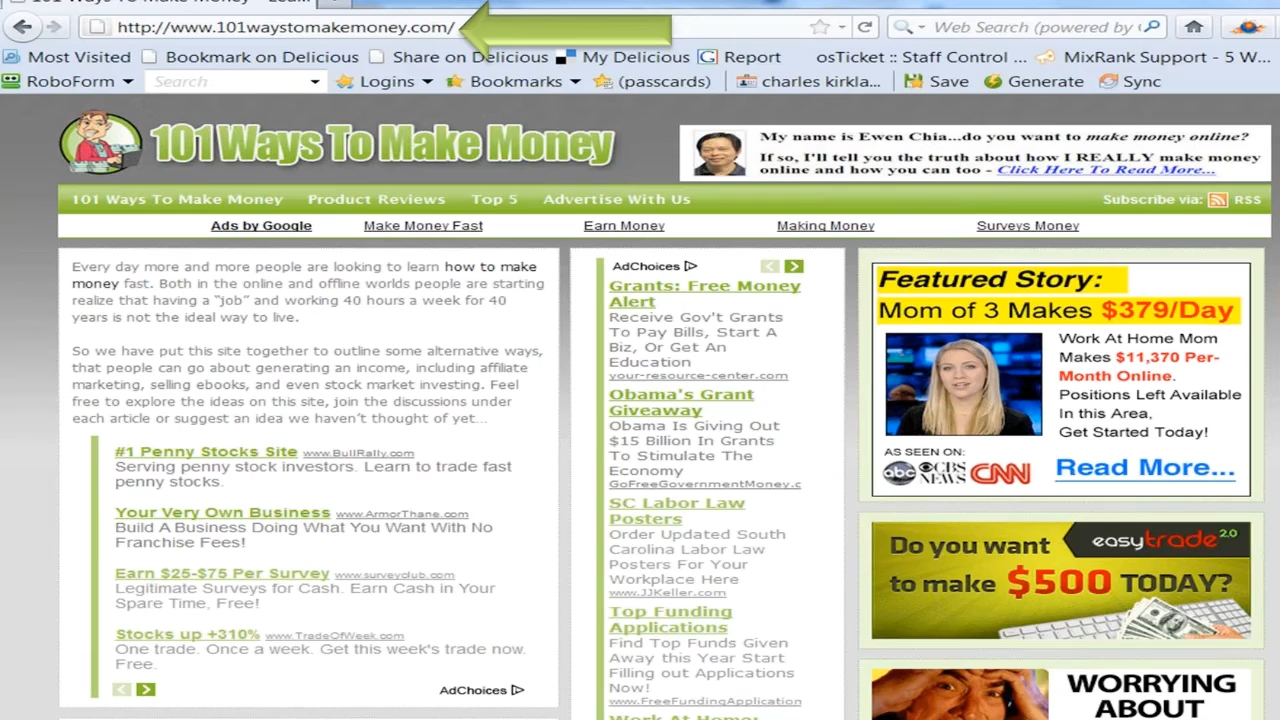 http://www.101waystomakemoney.com/
Web Search (powered by
Most Visited
Bookmark on Delicious
Share on Delicious
My Delicious
Report
osTicket :: Staff Control ...
MixRank Support - 5 W...
RoboForm
Search
Logins
Bookmarks
(passcards)
charles kirkla...
Save
Generate
Sync
101 Ways To Make Money
My name is Ewen Chia...do you want to make money online?
If so, I'll tell you the truth about how I REALLY make money
online and how you can too - Click Here To Read More...
101 Ways To Make Money
Product Reviews
Top 5
Advertise With Us
Subscribe via:
RSS
Ads by Google
Make Money Fast
Earn Money
Making Money
Surveys Money
Every day more and more people are looking to learn how to make
money fast. Both in the online and offline worlds people are starting
realize that having a "Job" and working 40 hours a week for 40
years is not the ideal way to live.
So we have put this site together to outline some alternative ways,
that people can go about generating an income, including affiliate
marketing, selling ebooks, and even stock market investing. Feel
free to explore the ideas on this site, join the discussions under
each article or suggest an idea we haven't thought of yet...
#1 Penny Stocks Site www.BullRally.com
Serving penny stock investors. Learn to trade fast
penny stocks.
Your Very Own Business www.ArmorThane.com
Build A Business Doing What You Want With No
Franchise Fees!
Earn $25-$75 Per Survey www.surveyclub.com
Legitimate Surveys for Cash. Earn Cash in Your
Spare Time, Free!
Stocks up +310% www.TradeOfWeek.com
One trade. Once a week. Get this week's trade now.
Free.
AdChoices
AdChoices
Grants: Free Money
Alert
Receive Gov't Grants
To Pay Bills, Start A
Biz, Or Get An
Education
your-resource-center.com
Obama's Grant
Giveaway
Obama Is Giving Out
$15 Billion In Grants
To Stimulate The
Economy
GoFreeGovernmentMoney.c
SC Labor Law
Posters
Order Updated South
Carolina Labor Law
Posters For Your
Workplace Here
www.JJKeller.com
Top Funding
Applications
Find Top Funds Given
Away this Year Start
Filling out Applications
Now!
www.FreeFundingApplication
Work At Home:
Featured Story:
Mom of 3 Makes $379/Day
Work At Home Mom
Makes $11,370 Per-
Month Online.
Positions Left Available
In this Area,
Get Started Today!
AS SEEN ON:
abc CBS NEWS CNN
Read More...
Do you want
to make $500 TODAY?
easytrade 2.0
WORRYING
ABOUT